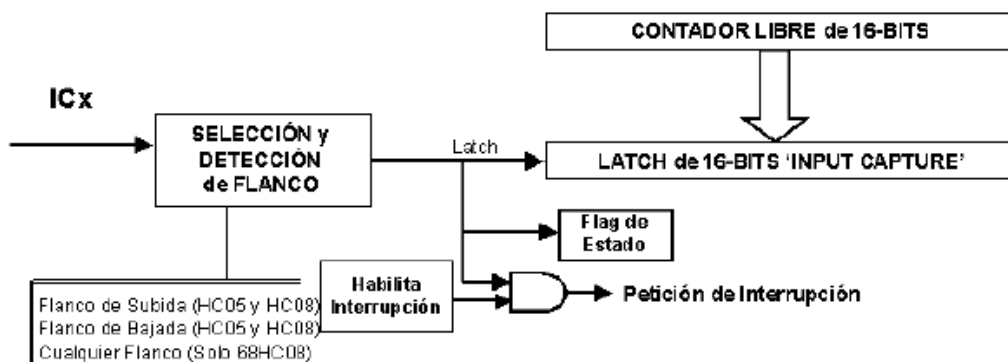 CONTADOR LIBRE de 16-BITS
ICx
SELECCIÓN y
DETECCIÓN
de FLANCO
Latch
LATCH de 16-BITS ‘INPUT CAPTURE’
Flag de
Estado
Habilita
Interrupción
Petición de Interrupción
Flanco de Subida (HC05 y HC08)
Flanco de Bajada (HC05 y HC08)
Cualquier Flanco (Solo 68HC08)